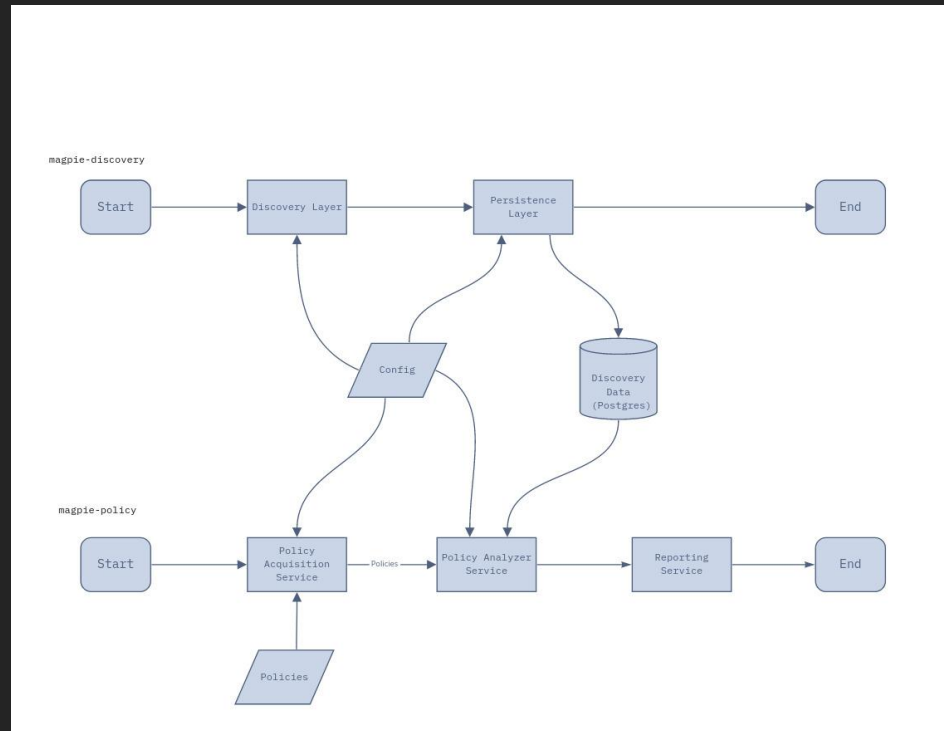 magpie-discovery
Start
Discovery Layer
Persistence
Layer
End
Config
Discovery
Data
(Postgres)
magpie-policy
Start
Policy
Acquisition
Service
Policies
Policy Analyzer
Service
Reporting
Service
End
Policies